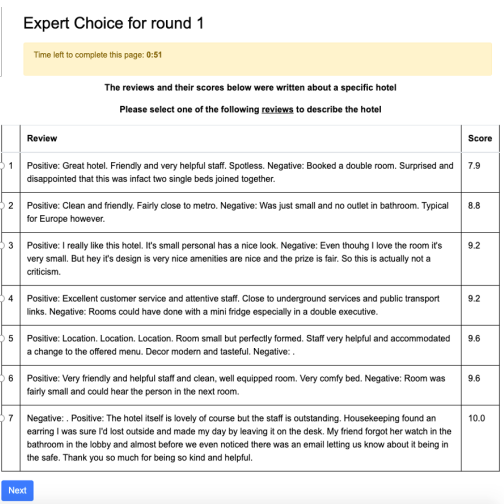 Expert Choice for round 1
Time left to complete this page: 0:51
The reviews and their scores below were written about a specific hotel
Please select one of the following reviews to describe the hotel
Review Score
1 Positive: Great hotel. Friendly and very helpful staff. Spotless. Negative: Booked a double room. Surprised and 7.9
disappointed that this was infact two single beds joined together.
2 Positive: Clean and friendly. Fairly close to metro. Negative: Was just small and no outlet in bathroom. Typical 8.8
for Europe however.
3 Positive: I really like this hotel. It's small personal has a nice look. Negative: Even thouhg I love the room it's 9.2
very small. But hey it's design is very nice amenities are nice and the prize is fair. So this is actually not a
criticism.
4 Positive: Excellent customer service and attentive staff. Close to underground services and public transport 9.2
links. Negative: Rooms could have done with a mini fridge especially in a double executive.
5 Positive: Location. Location. Location. Room small but perfectly formed. Staff very helpful and accommodated 9.6
a change to the offered menu. Decor modern and tasteful. Negative: .
6 Positive: Very friendly and helpful staff and clean, well equipped room. Very comfy bed. Negative: Room was 9.6
fairly small and could hear the person in the next room.
7 Negative: . Positive: The hotel itself is lovely of course but the staff is outstanding. Housekeeping found an 10.0
earring I was sure I'd lost outside and made my day by leaving it on the desk. My friend forgot her watch in the
bathroom in the lobby and almost before we even noticed there was an email letting us know about it being in
the safe. Thank you so much for being so kind and helpful.
Next